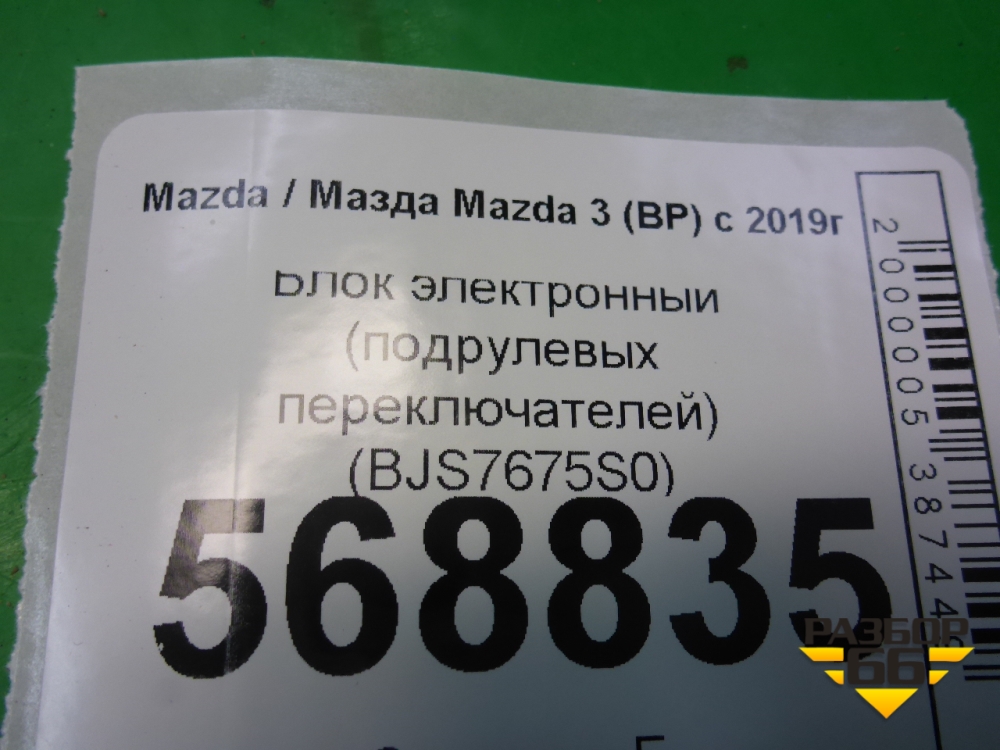 Mazda / Мазда Mazda 3 (BP) с 2019г
Блок электронный
(подрулевых
переключателей)
(BJS7675S0)
568835
2000005387446
РАЗБОР
66